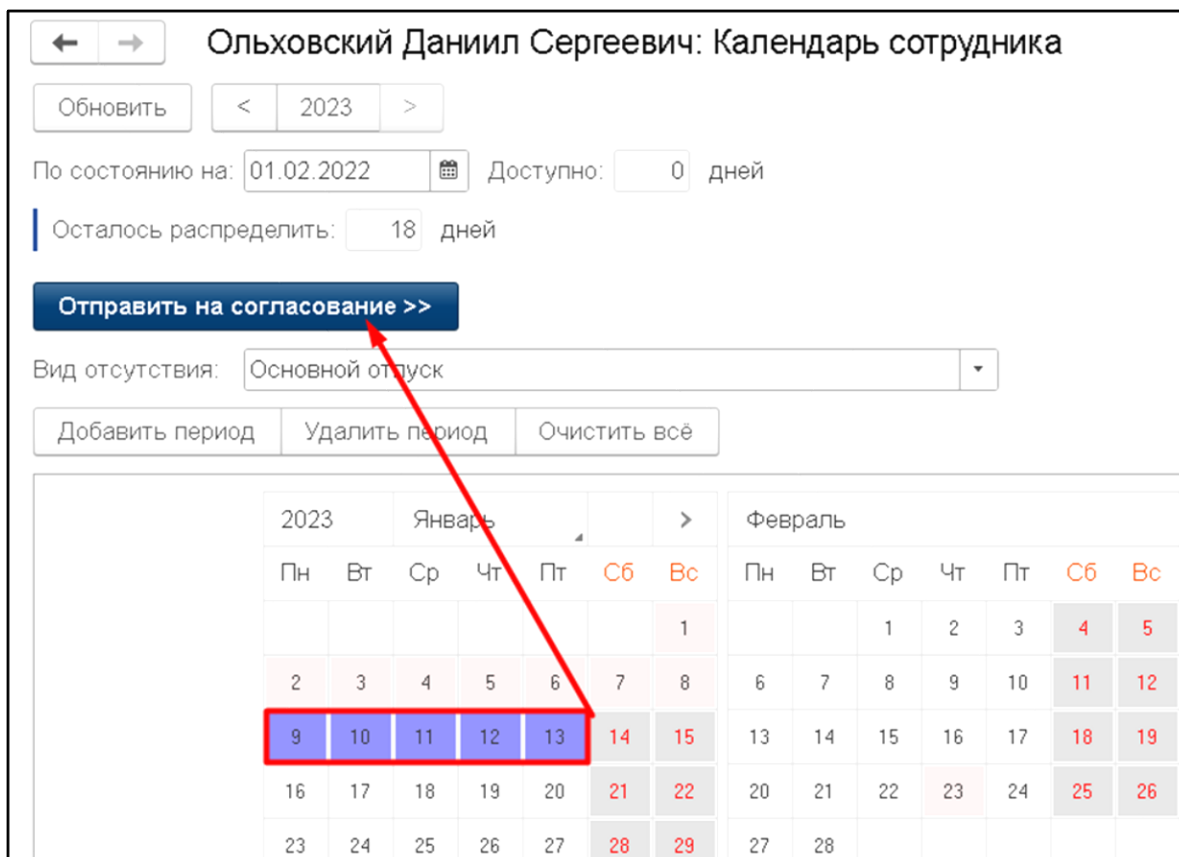 Ольховский Даниил Сергеевич: Календарь сотрудника
Обновить < 2023 >
По состоянию на: 01.02.2022 Доступно: 0 дней
Осталось распределить: 18 дней
Отправить на согласование >>
Вид отсутствия: Основной отпуск
Добавить период Удалить период Очистить всё
2023 Январь > Февраль
Пн Вт Ср Чт Пт Сб Вс Пн Вт Ср Чт Пт Сб Вс
1 1 2 3 4 5
2 3 4 5 6 7 8 6 7 8 9 10 11 12
9 10 11 12 13 14 15 13 14 15 16 17 18 19
16 17 18 19 20 21 22 20 21 22 23 24 25 26
23 24 25 26 27 28 29 27 28